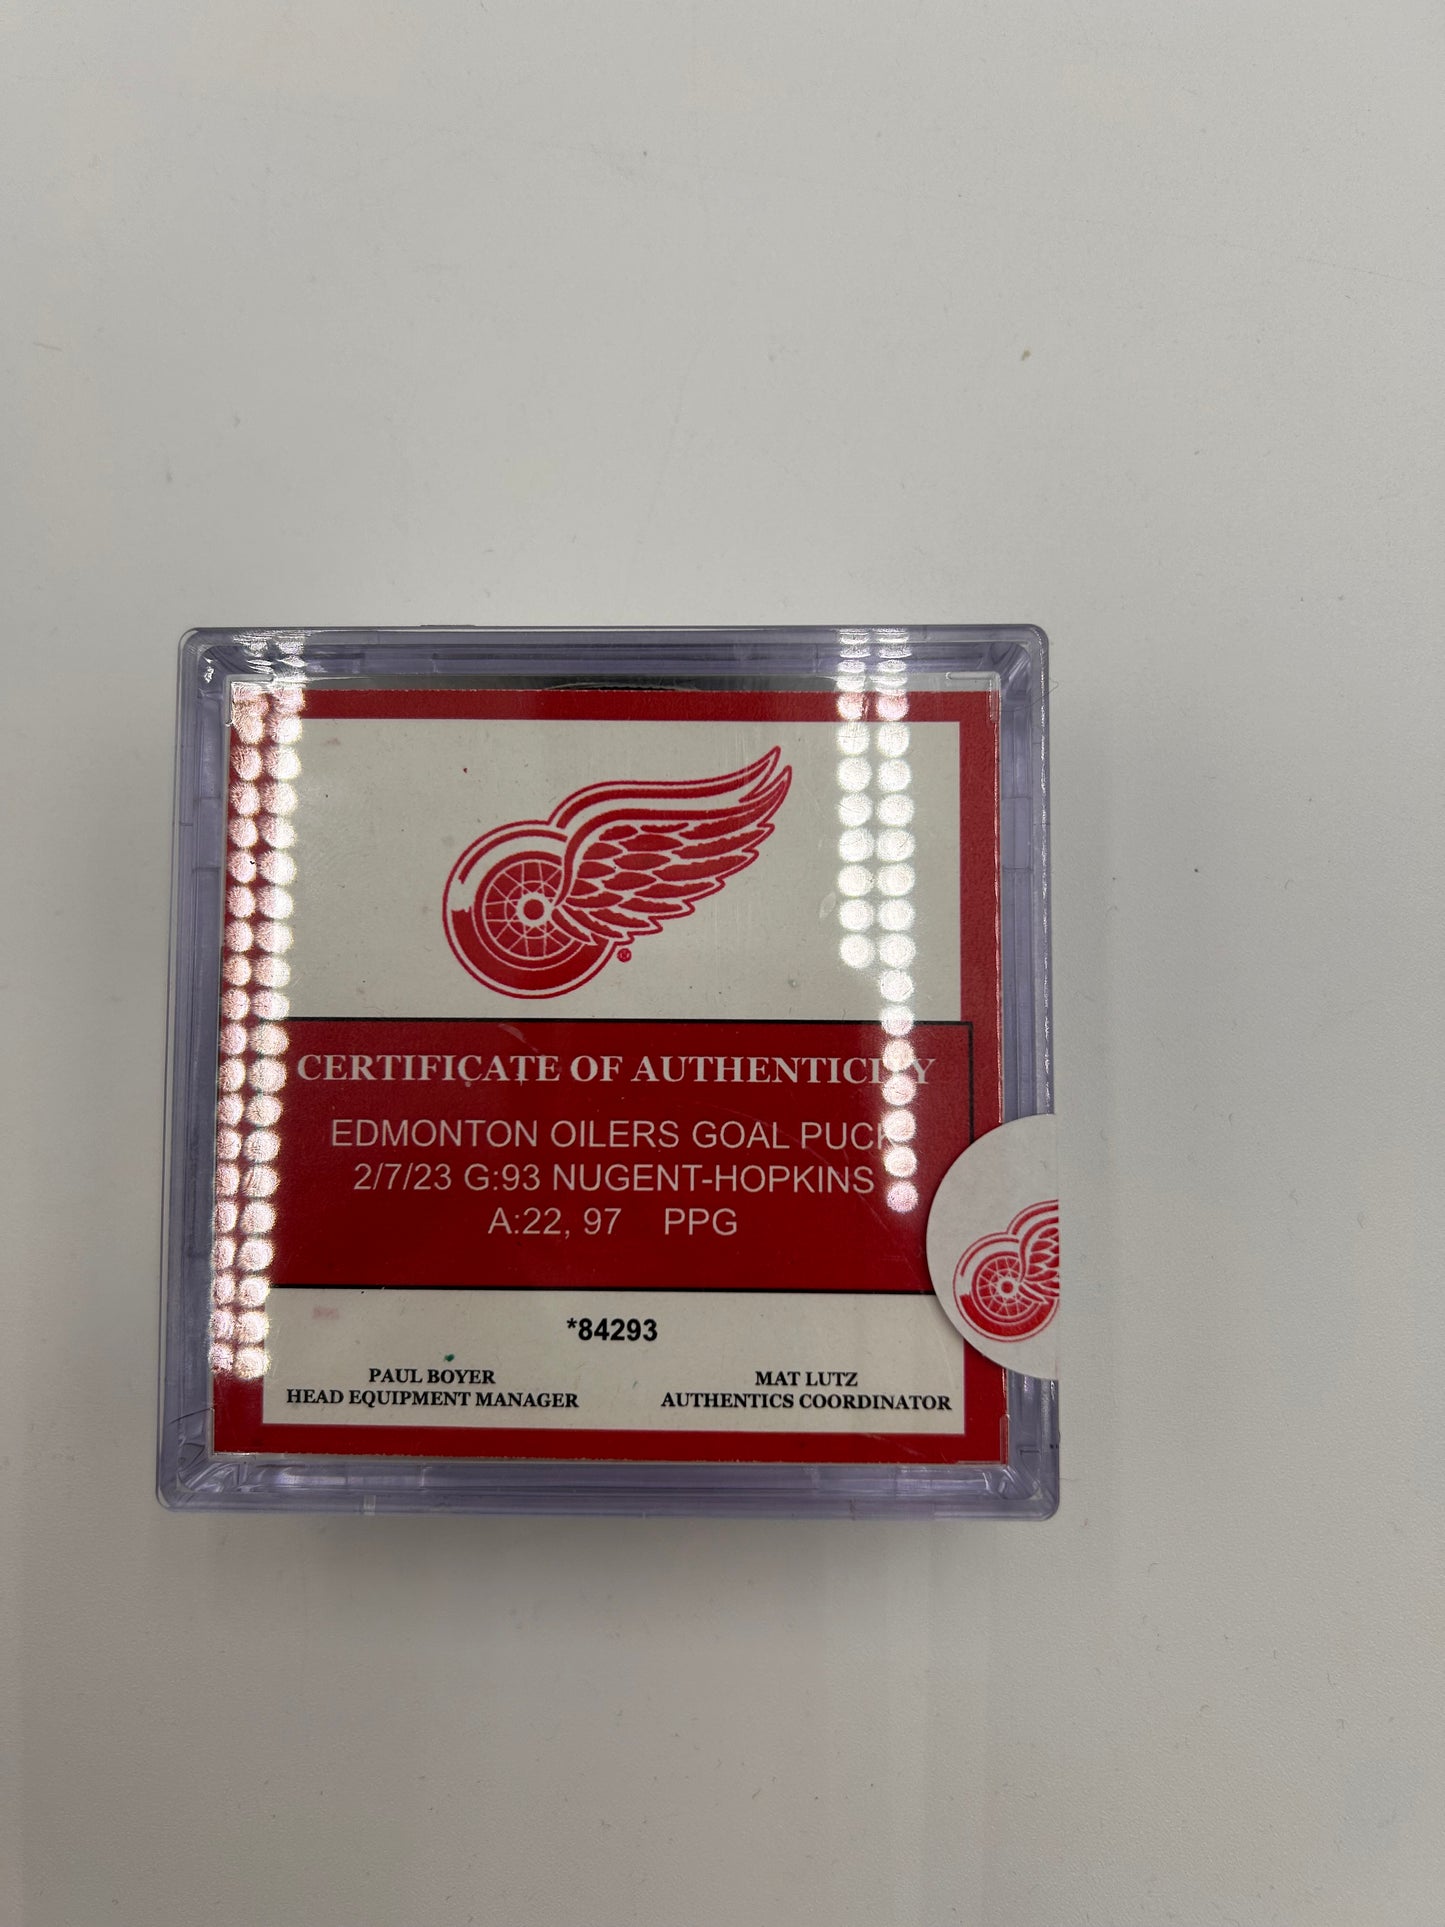 CERTIFICATE OF AUTHENTICITY
EDMONTON OILERS GOAL PUCK
2/7/23 G:93 NUGENT-HOPKINS
A:22, 97 PPG
*84293
PAUL BOYER
HEAD EQUIPMENT MANAGER
MAT LUTZ
AUTHENTICS COORDINATOR